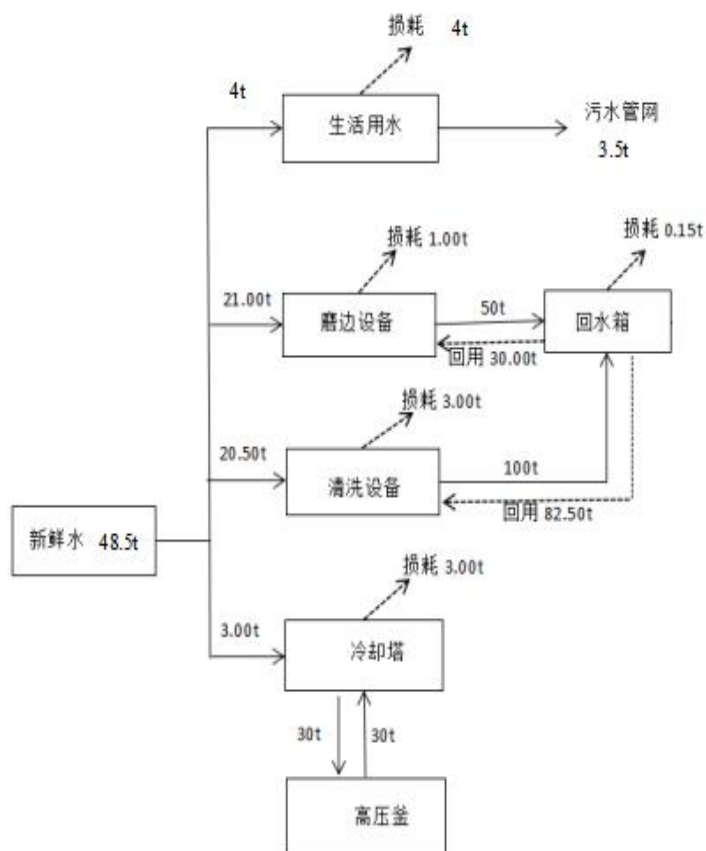 损耗 4t
4t
生活用水
污水管网
3.5t
损耗 1.00t
损耗 0.15t
21.00t
磨边设备
50t
回水箱
回用 30.00t
损耗 3.00t
20.50t
清洗设备
100t
回用 82.50t
新鲜水 48.5t
损耗 3.00t
3.00t
冷却塔
30t
30t
高压釜